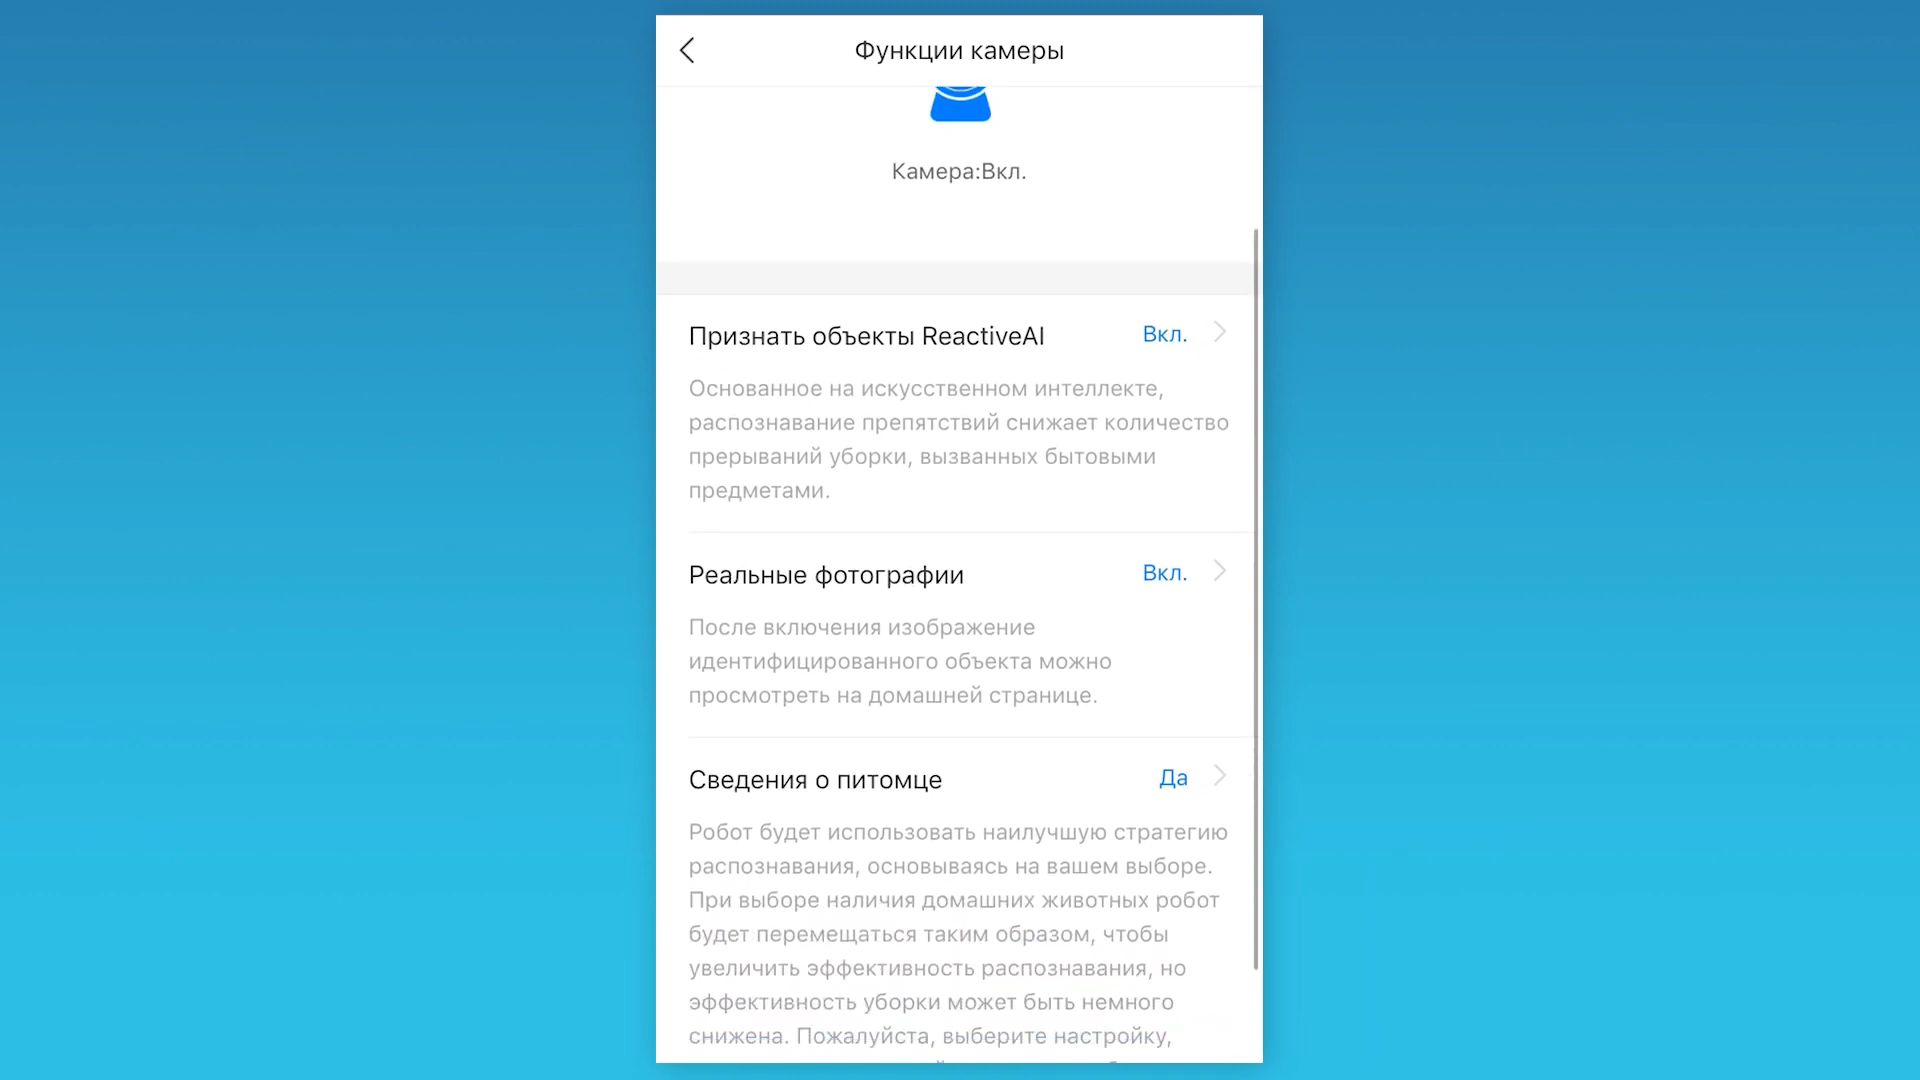 Функции камеры
Камера:Вкл.
Признать объекты ReactiveAI
Вкл.
Основанное на искусственном интеллекте,
распознавание препятствий снижает количество
прерываний уборки, вызванных бытовыми
предметами.
Реальные фотографии
Вкл.
После включения изображение
идентифицированного объекта можно
просмотреть на домашней странице.
Сведения о питомце
Да
Робот будет использовать наилучшую стратегию
распознавания, основываясь на вашем выборе.
При выборе наличия домашних животных робот
будет перемещаться таким образом, чтобы
увеличить эффективность распознавания, но
эффективность уборки может быть немного
снижена. Пожалуйста, выберите настройку,